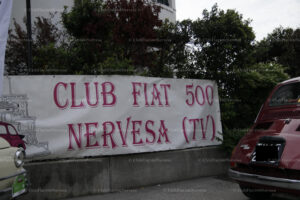 CLUB FIAT 500
NERVESA (TV)